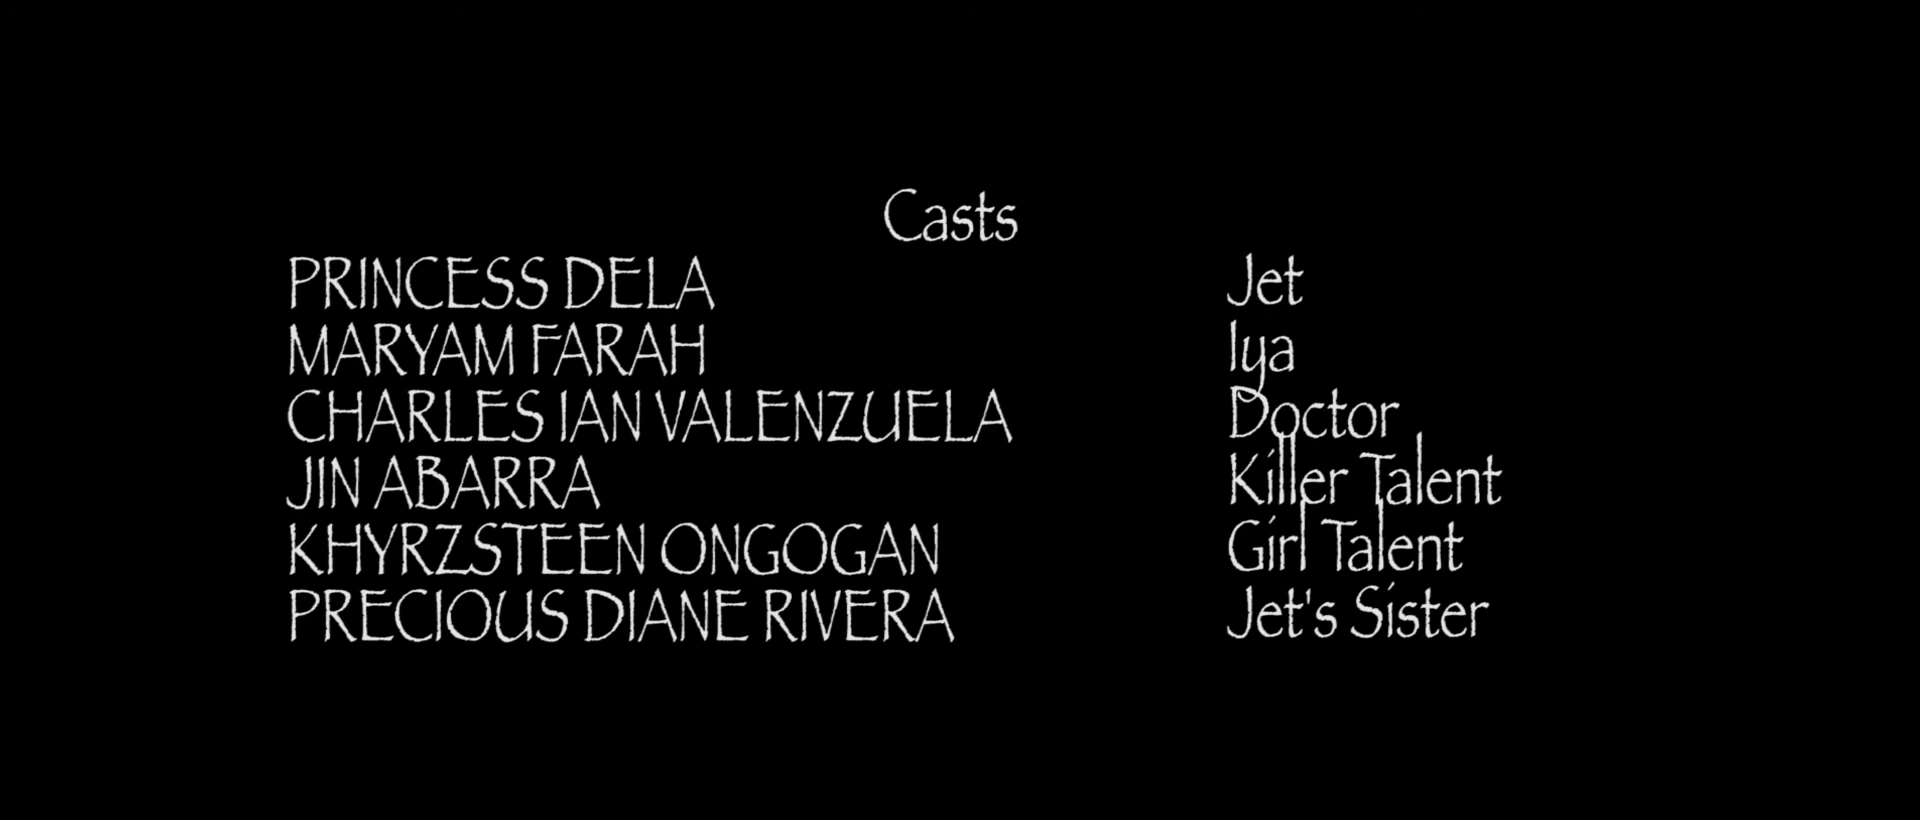 Casts
PRINCESS DELA Jet
MARYAM FARAH Iya
CHARLES IAN VALENZUELA Doctor
JIN ABARRA Killer Talent
KHYRZSTEEN ONGOGAN Girl Talent
PRECIOUS DIANE RIVERA Jet's Sister